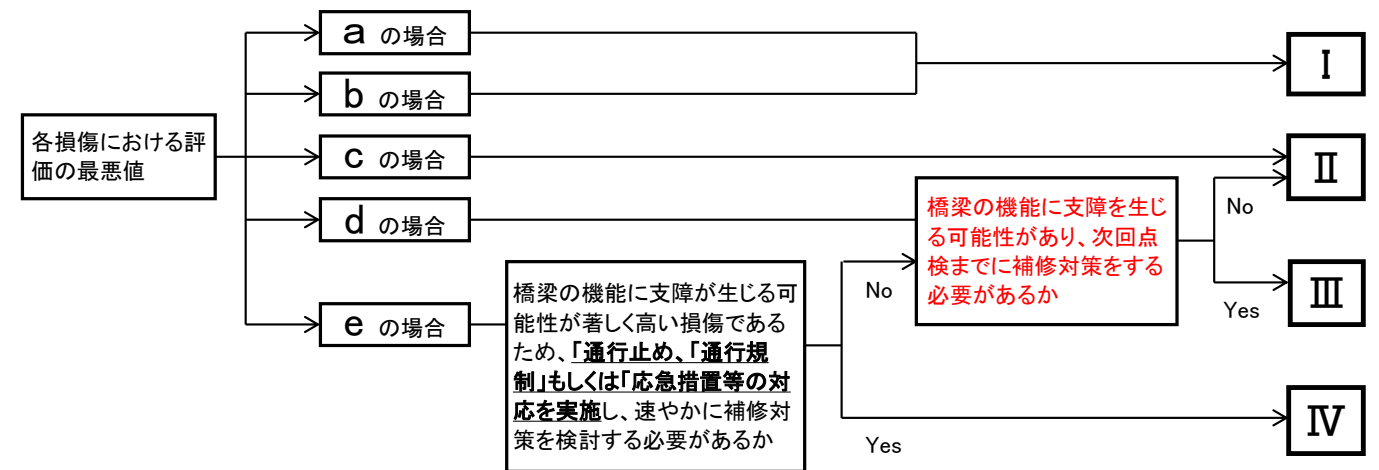 a の場合
b の場合
c の場合
d の場合
e の場合
各損傷における評
価の最悪値
橋梁の機能に支障が生じる可
能性が著しく高い損傷である
ため、「通行止め、「通行規
制」もしくは「応急措置等の対
応を実施し、速やかに補修対
策を検討する必要があるか
No
Yes
橋梁の機能に支障を生じ
る可能性があり、次回点
検までに補修対策をする
必要があるか
No
Yes
Ⅰ
Ⅱ
Ⅲ
Ⅳ